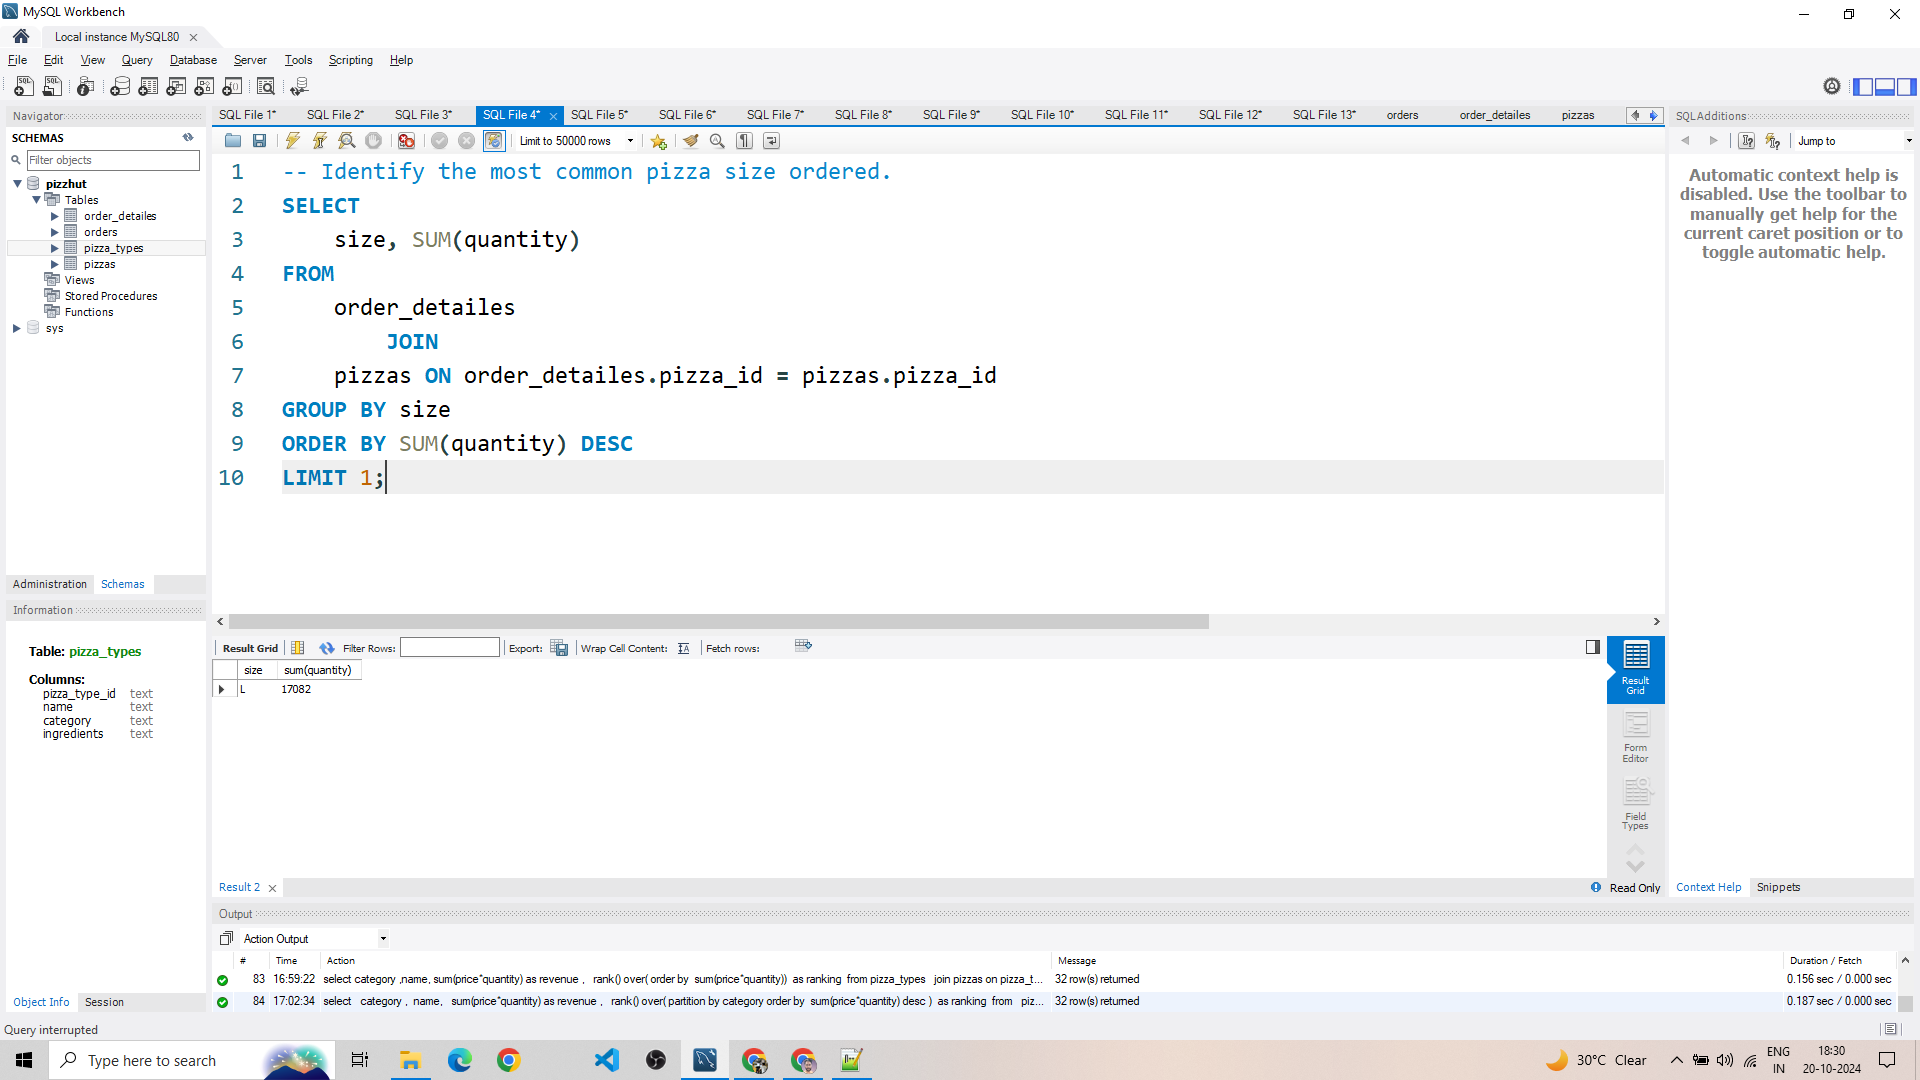 MySQL Workbench
Local instance MySQL80
File Edit View Query Database Server Tools Scripting Help
Navigator
SCHEMAS
Filter objects
pizzhut
Tables
order_detailes
orders
pizza_types
pizzas
Views
Stored Procedures
Functions
sys
Administration Schemas
Information
Table: pizza_types
Columns:
pizza_type_id text
name text
category text
ingredients text
Object Info Session
SQL File 1* SQL File 2* SQL File 3* SQL File 4* SQL File 5* SQL File 6* SQL File 7* SQL File 8* SQL File 9* SQL File 10* SQL File 11* SQL File 12* SQL File 13* orders order_detailes pizzas
Limit to 50000 rows
1 -- Identify the most common pizza size ordered.
2 SELECT
3 size, SUM(quantity)
4 FROM
5 order_detailes
6 JOIN
7 pizzas ON order_detailes.pizza_id = pizzas.pizza_id
8 GROUP BY size
9 ORDER BY SUM(quantity) DESC
10 LIMIT 1;
Result Grid Filter Rows: Export: Wrap Cell Content: Fetch rows:
size sum(quantity)
L 17082
Result Grid
Form Editor
Field Types
Result 2
Read Only
SQLAdditions
Jump to
Automatic context help is
disabled. Use the toolbar to
manually get help for the
current caret position or to
toggle automatic help.
Context Help Snippets
Output
Action Output
# Time Action Message Duration / Fetch
83 16:59:22 select category ,name, sum(price*quantity) as revenue , rank() over( order by sum(price*quantity)) as ranking from pizza_types join pizzas on pizza_t... 32 row(s) returned 0.156 sec / 0.000 sec
84 17:02:34 select category , name, sum(price*quantity) as revenue , rank() over( partition by category order by sum(price*quantity) desc ) as ranking from piz... 32 row(s) returned 0.187 sec / 0.000 sec
Query interrupted
Type here to search
30°C Clear
ENG
IN
18:30
20-10-2024